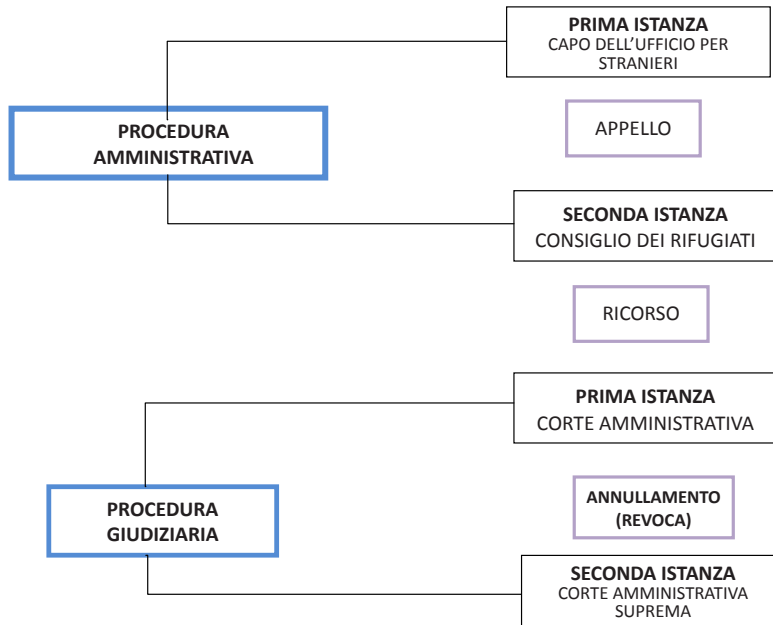 PRIMA ISTANZA
CAPO DELL'UFFICIO PER
STRANIERI
PROCEDURA
AMMINISTRATIVA
APPELLO
SECONDA ISTANZA
CONSIGLIO DEI RIFUGIATI
RICORSO
PRIMA ISTANZA
CORTE AMMINISTRATIVA
PROCEDURA
GIUDIZIARIA
ANNULLAMENTO
(REVOCA)
SECONDA ISTANZA
CORTE AMMINISTRATIVA
SUPREMA